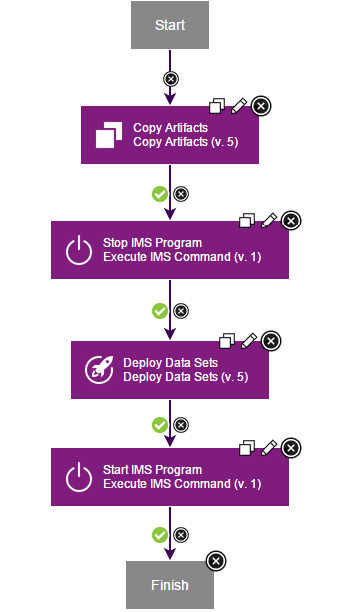 Start
Copy Artifacts
Copy Artifacts (v. 5)
Stop IMS Program
Execute IMS Command (v. 1)
Deploy Data Sets
Deploy Data Sets (v. 5)
Start IMS Program
Execute IMS Command (v. 1)
Finish